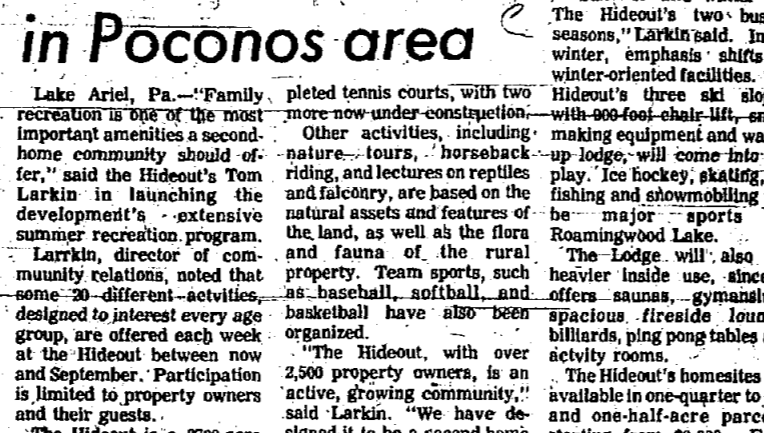 in Poconos area
Lake Ariel, Pa.—"Family
recreation is one of the most
important amenities a second-
home community should of-
fer," said the Hideout's Tom
Larkin in launching the
development's extensive
summer recreation program.
Larrkin, director of com-
muunity relations, noted that
some 20 different actvities,
designed to interest every age
group, are offered each week
at the Hideout between now
and September. Participation
is limited to property owners
and their guests.
pleted tennis courts, with two
more now under construction.
Other activities, including
nature tours, horseback
riding, and lectures on reptiles
and falconry, are based on the
natural assets and features of
the land, as well as the flora
and fauna of the rural
property. Team sports, such
as baseball, softball, and
basketball have also been
organized.
"The Hideout, with over
2,500 property owners, is an
active, growing community,"
said Larkin. "We have de-
The Hideout's two
seasons," Larkin said. In
winter, emphasis shifts
winter-oriented facilities.
Hideout's three ski
with 900-foot chair lift,
making equipment and
up lodge, will come into
play. Ice hockey, skating,
fishing and snowmobiling
be major sports
Roamingwood Lake.
The Lodge will also
heavier inside use, since
offers saunas,
spacious fireside
billiards, ping pong tables
actvity rooms.
The Hideout's homesites
available in one-quarter to
and one-half-acre